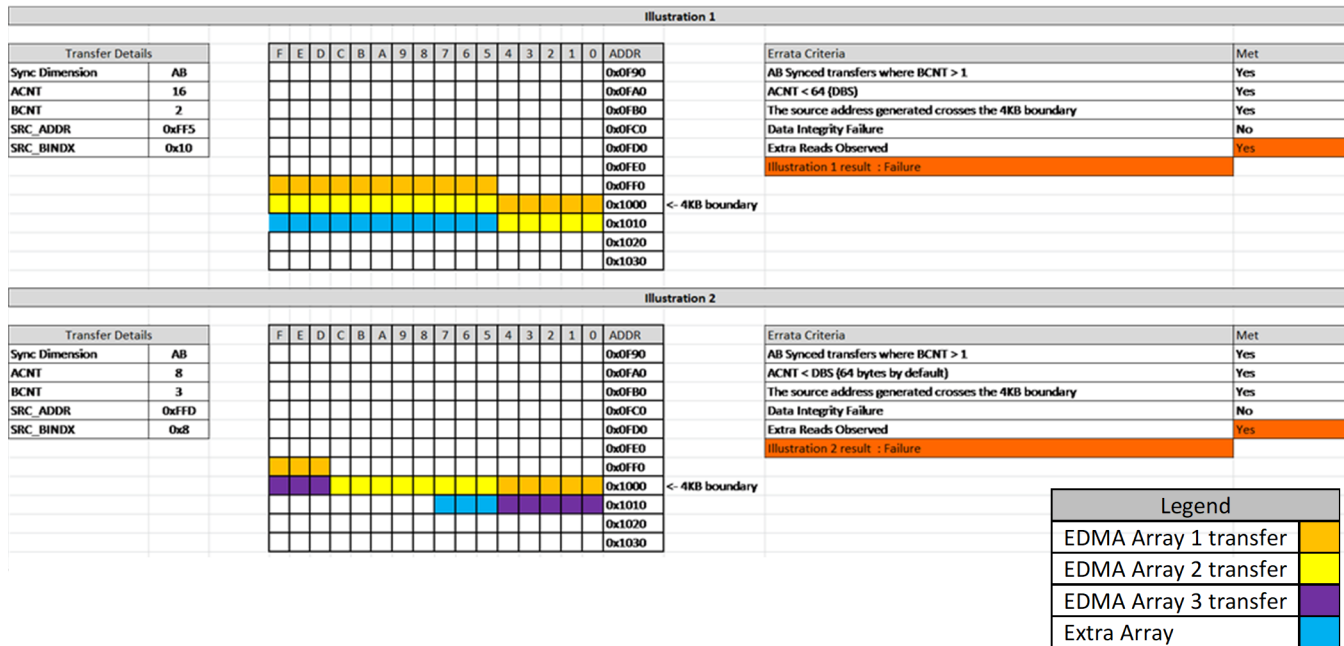 Illustration 1
Transfer Details F E D C B A 9 8 7 6 5 4 3 2 1 0 ADDR Errata Criteria Met
Sync Dimension AB 0x0F90 AB Synced transfers where BCNT > 1 Yes
ACNT 16 0x0FA0 ACNT < 64 (DBS) Yes
BCNT 2 0x0FB0 The source address generated crosses the 4KB boundary Yes
SRC_ADDR 0xFF5 0x0FC0 Data Integrity Failure No
SRC_BINDX 0x10 0x0FD0 Extra Reads Observed Yes
0x0FE0 Illustration 1 result : Failure
0x0FF0
0x1000 <- 4KB boundary
0x1010
0x1020
0x1030
Illustration 2
Transfer Details F E D C B A 9 8 7 6 5 4 3 2 1 0 ADDR Errata Criteria Met
Sync Dimension AB 0x0F90 AB Synced transfers where BCNT > 1 Yes
ACNT 8 0x0FA0 ACNT < DBS (64 bytes by default) Yes
BCNT 3 0x0FB0 The source address generated crosses the 4KB boundary Yes
SRC_ADDR 0xFFD 0x0FC0 Data Integrity Failure No
SRC_BINDX 0x8 0x0FD0 Extra Reads Observed Yes
0x0FE0 Illustration 2 result : Failure
0x0FF0
0x1000 <- 4KB boundary
0x1010
0x1020
0x1030
Legend
EDMA Array 1 transfer
EDMA Array 2 transfer
EDMA Array 3 transfer
Extra Array